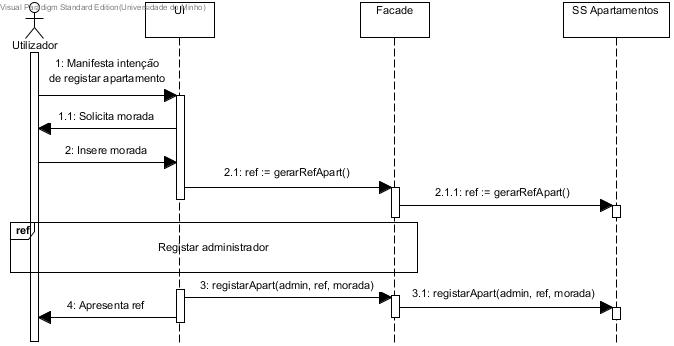 Visual Paradigm Standard Edition(Universidade do Minho)
UI
Facade
SS Apartamentos
Utilizador
1: Manifesta intenção
de registar apartamento
1.1: Solicita morada
2: Insere morada
2.1: ref := gerarRefApart()
2.1.1: ref := gerarRefApart()
ref
Registar administrador
3: registarApart(admin, ref, morada)
3.1: registarApart(admin, ref, morada)
4: Apresenta ref